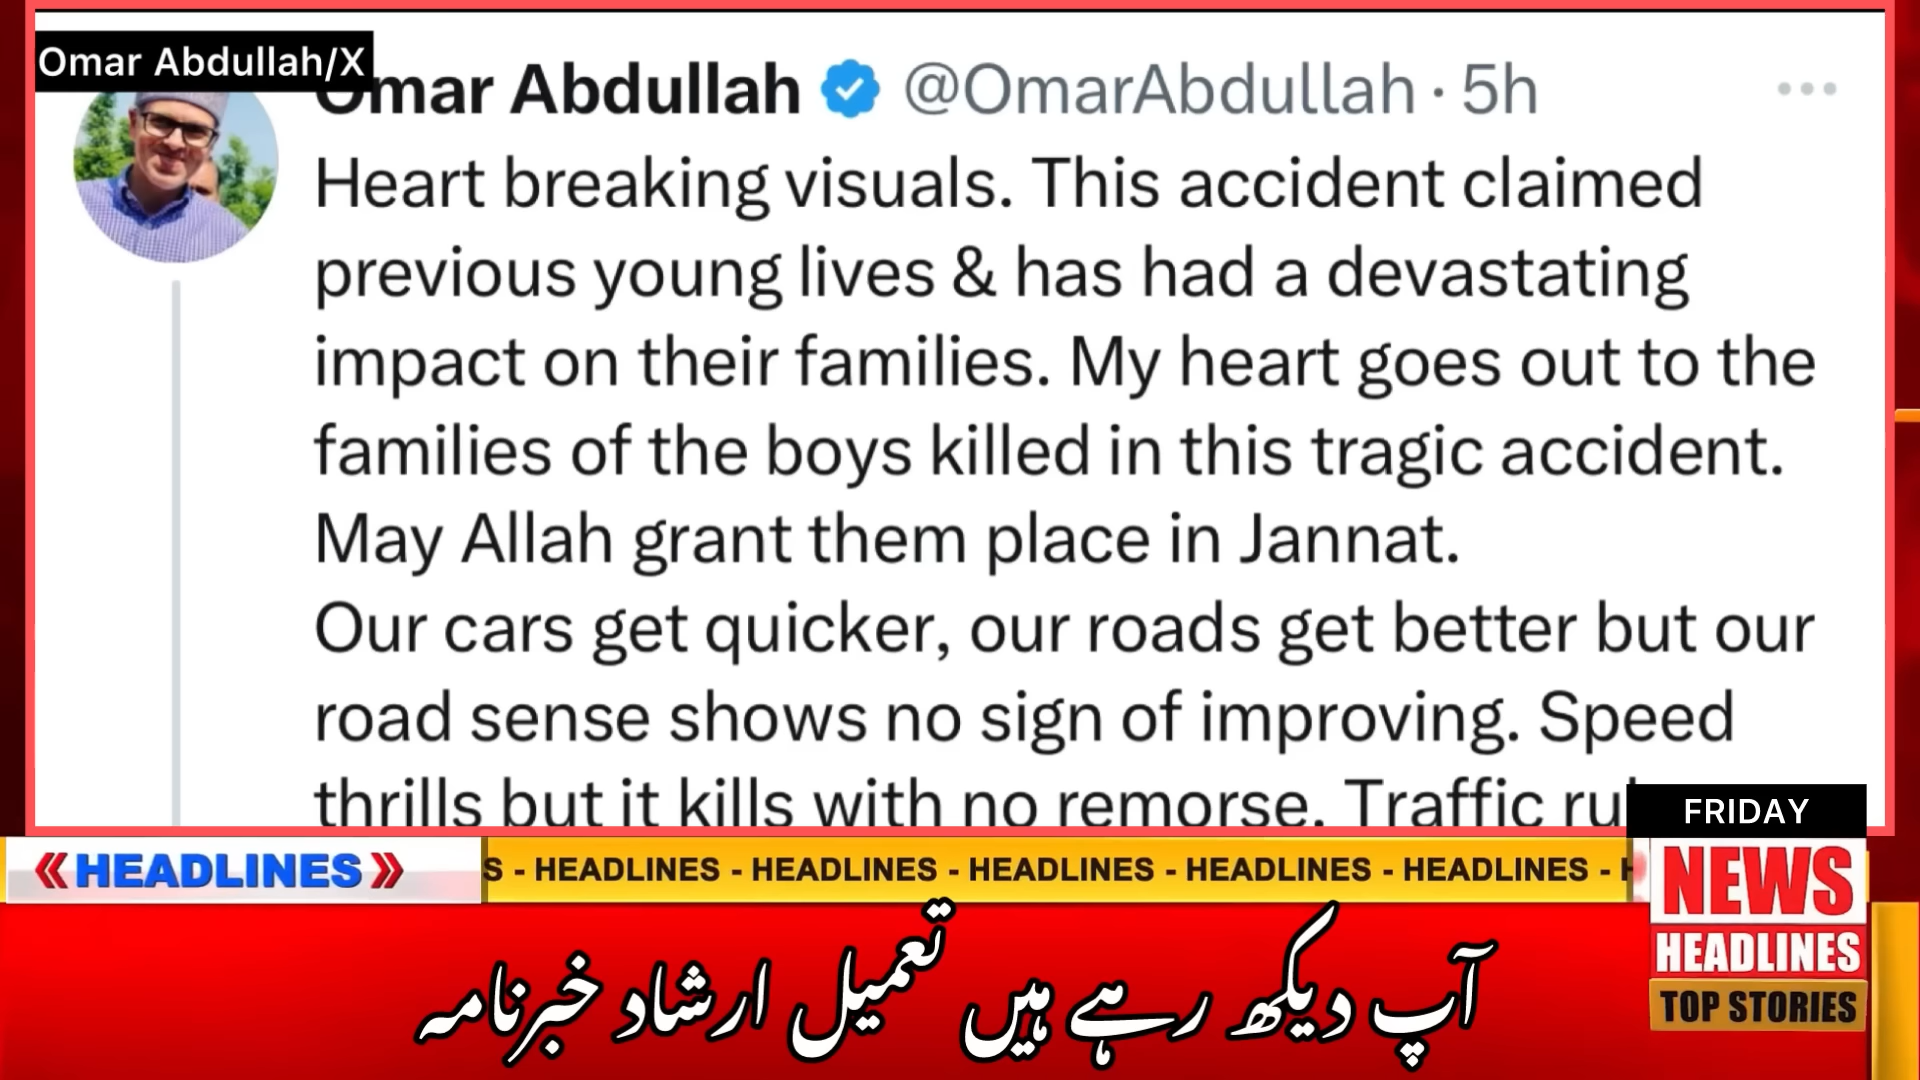 Omar Abdullah/X
Omar Abdullah @OmarAbdullah · 5h
Heart breaking visuals. This accident claimed
previous young lives & has had a devastating
impact on their families. My heart goes out to the
families of the boys killed in this tragic accident.
May Allah grant them place in Jannat.
Our cars get quicker, our roads get better but our
road sense shows no sign of improving. Speed
thrills but it kills with no remorse. Traffic
FRIDAY
HEADLINES
S - HEADLINES - HEADLINES - HEADLINES - HEADLINES - HEADLINES - H
NEWS
HEADLINES
TOP STORIES
آپ دیکھ رہے ہیں تعمیل ارشاد خبرنامہ